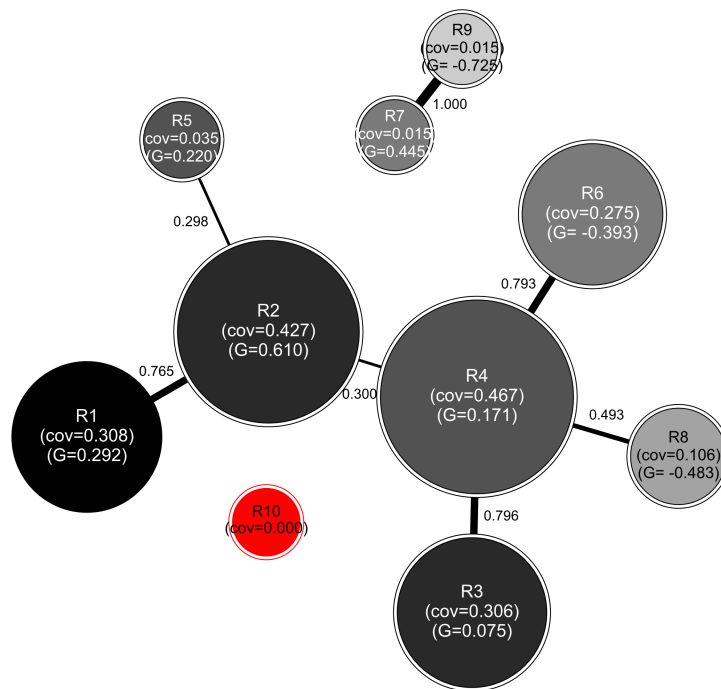 R9
(cov=0.015)
(G= -0.725)
1.000
R7
(cov=0.015)
(G=0.445)
R5
cov=0.035
(G=0.220)
R6
(cov=0.275)
(G= -0.393)
0.298
0.793
R2
(cov=0.427)
(G=0.610)
0.765
0.300
R4
(cov=0.467)
(G=0.171)
R1
(cov=0.308)
(G=0.292)
0.493
R8
(cov=0.106)
(G= -0.483)
R10
(cov=0.000)
0.796
R3
(cov=0.306)
(G=0.075)